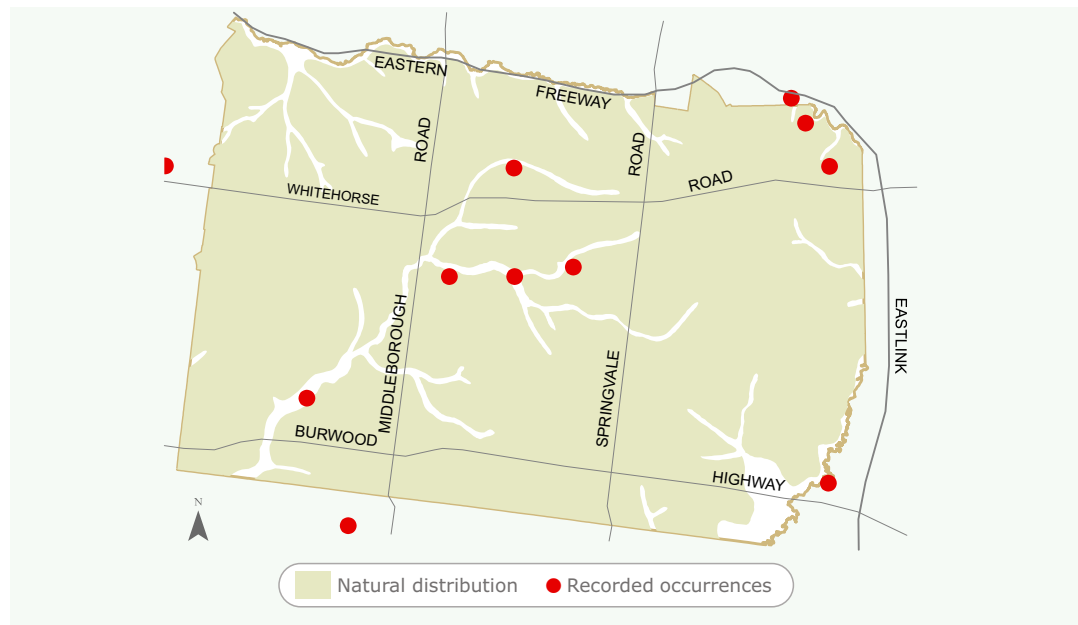 EASTERN
FREEWAY
ROAD
ROAD
WHITEHORSE
ROAD
MIDDLEBOROUGH
SPRINGVALE
EASTLINK
BURWOOD
HIGHWAY
N
Natural distribution
Recorded occurrences